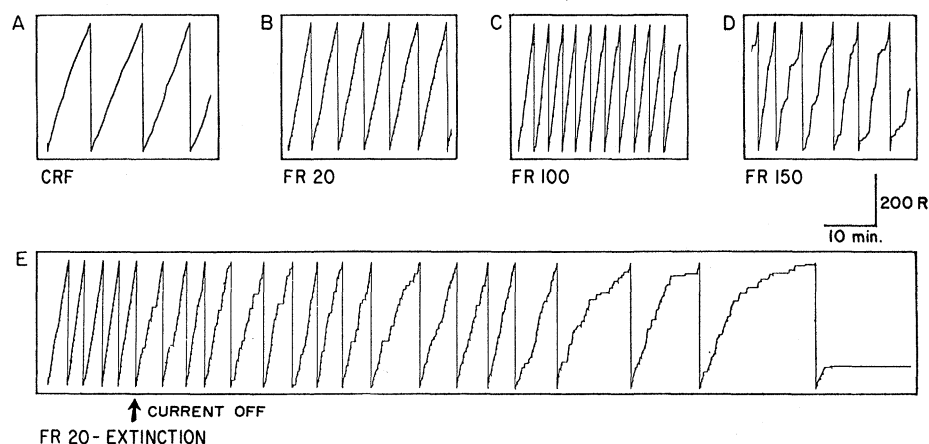 A
B
C
D
CRF
FR 20
FR 100
FR 150
200 R
10 min.
E
CURRENT OFF
FR 20 - EXTINCTION